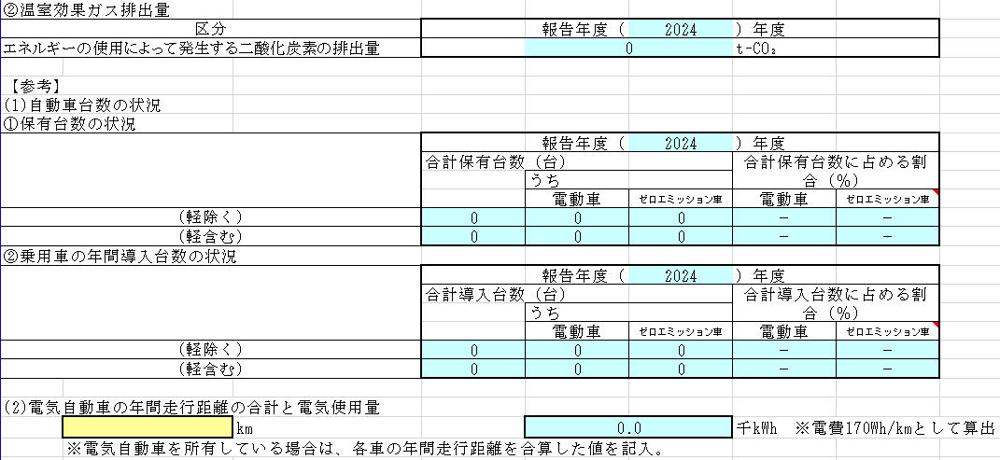 ②温室効果ガス排出量
区分 報告年度（ 2024 ）年度
エネルギーの使用によって発生する二酸化炭素の排出量 0 t-CO₂
【参考】
(1)自動車台数の状況
①保有台数の状況
報告年度（ 2024 ）年度
合計保有台数（台） 合計保有台数に占める割
合（%）
うち
電動車 ゼロエミッション車 電動車 ゼロエミッション車
（軽除く） 0 0 0 － －
（軽含む） 0 0 0 － －
②乗用車の年間導入台数の状況
報告年度（ 2024 ）年度
合計導入台数（台） 合計導入台数に占める割
合（%）
うち
電動車 ゼロエミッション車 電動車 ゼロエミッション車
（軽除く） 0 0 0 － －
（軽含む） 0 0 0 － －
(2)電気自動車の年間走行距離の合計と電気使用量
km 0.0 千kWh ※電費170Wh/kmとして算出
※電気自動車を所有している場合は、各車の年間走行距離を合算した値を記入。